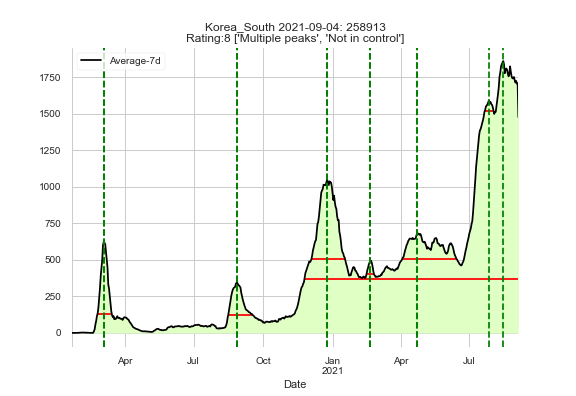 Korea_South 2021-09-04: 258913
Rating:8 ['Multiple peaks', 'Not in control']
Average-7d
1750
1500
1250
1000
750
500
250
0
Apr
Jul
Oct
Jan
2021
Apr
Jul
Date